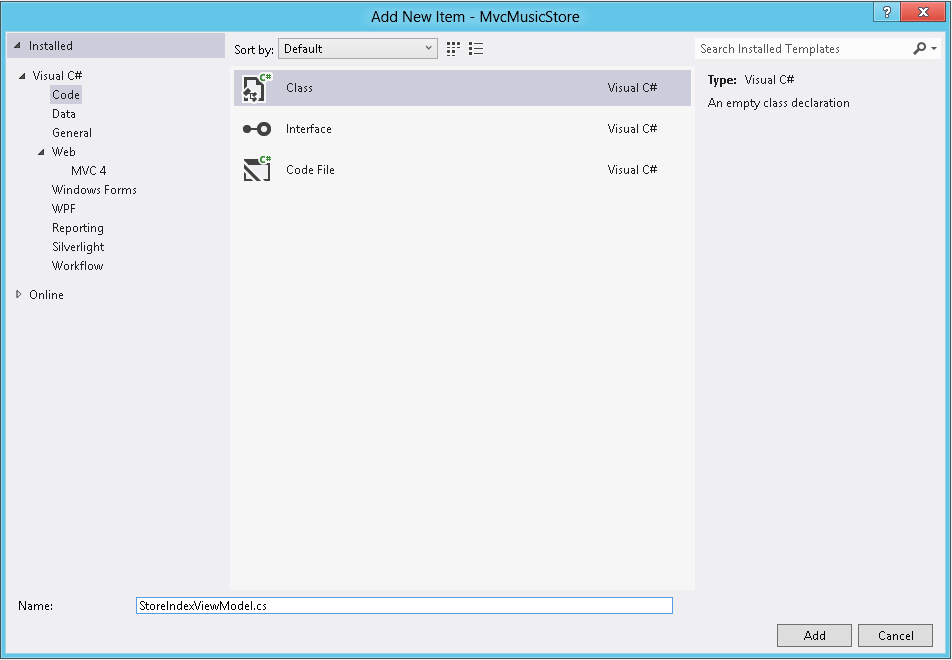 Add New Item - MvcMusicStore
?
X
Installed
Sort by: Default
Search Installed Templates
Visual C#
Code
Data
General
Web
MVC 4
Windows Forms
WPF
Reporting
Silverlight
Workflow
Online
C# Class Visual C#
Interface Visual C#
C# Code File Visual C#
Type: Visual C#
An empty class declaration
Name: StoreIndexViewModel.cs
Add Cancel